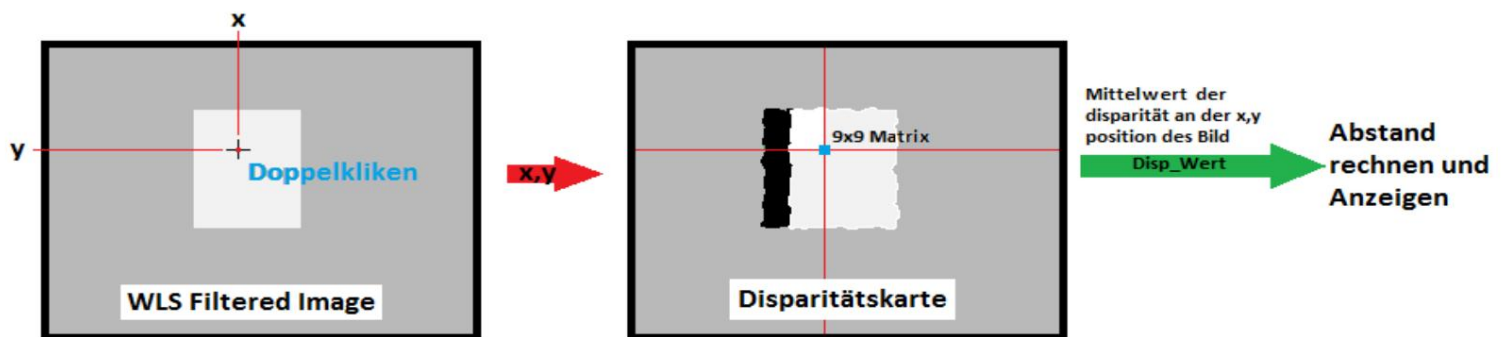 x
y
Doppelkliken
WLS Filtered Image
x,y
9x9 Matrix
Disparitätskarte
Mittelwert der
disparität an der x,y
position des Bild
Disp_Wert
Abstand
rechnen und
Anzeigen